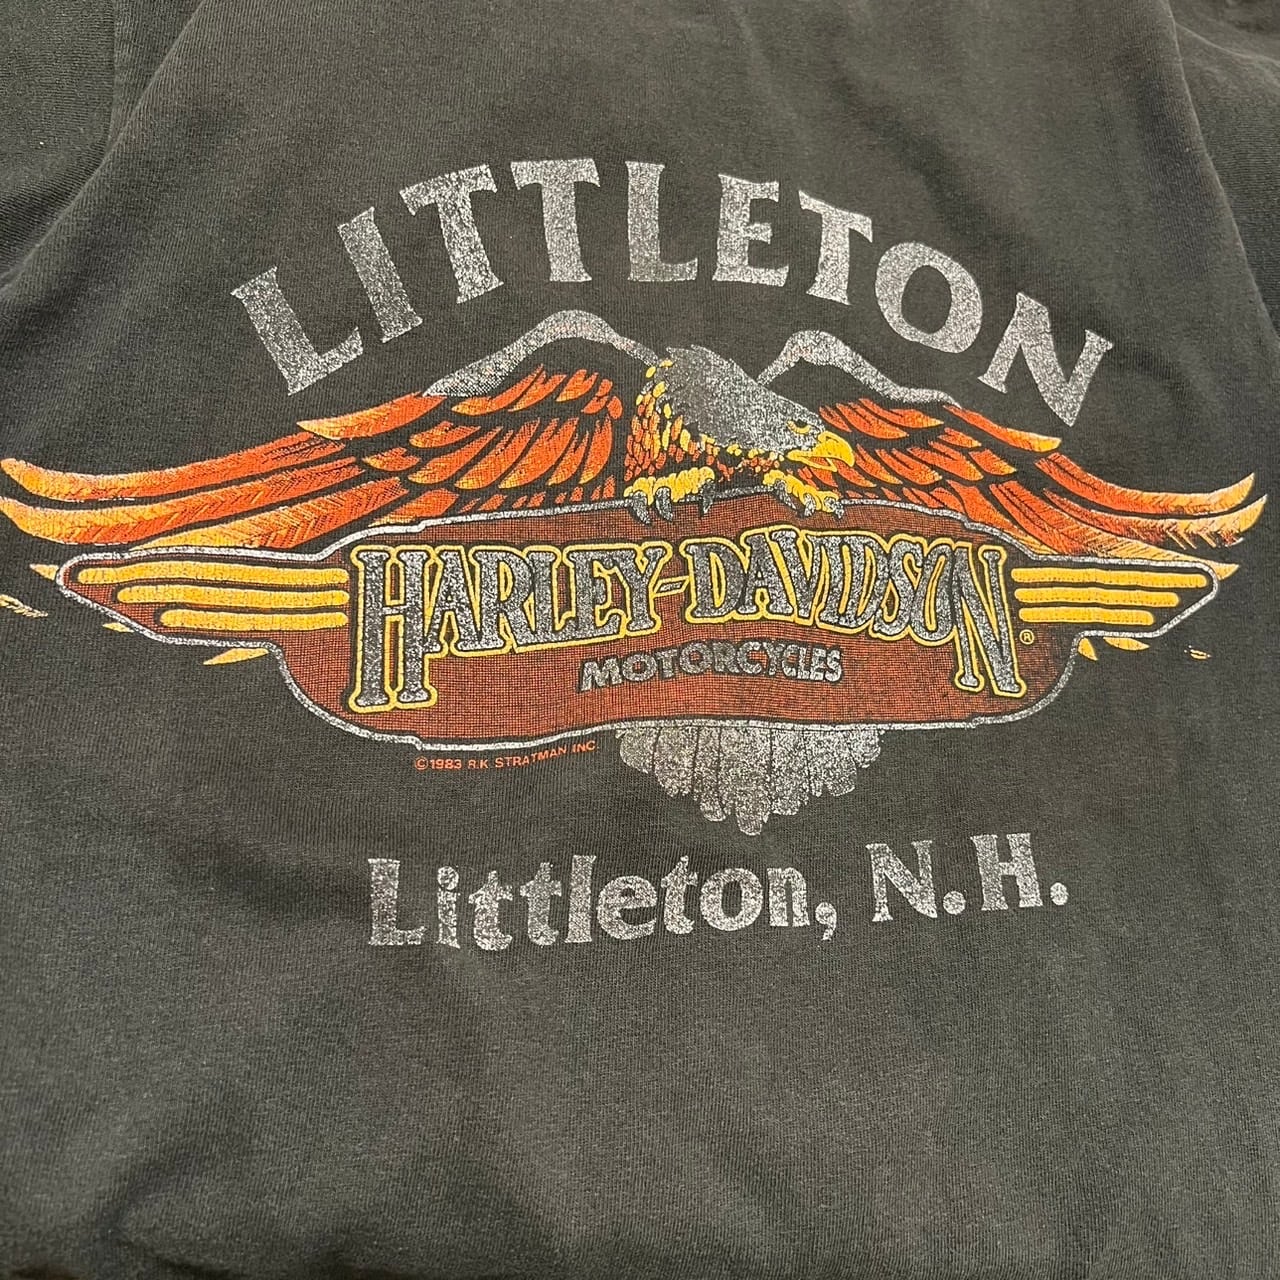 LITTLETON
HARLEY-DAVIDSON®
MOTORCYCLES
©1983 R.K STRATMAN INC.
Littleton, N.H.